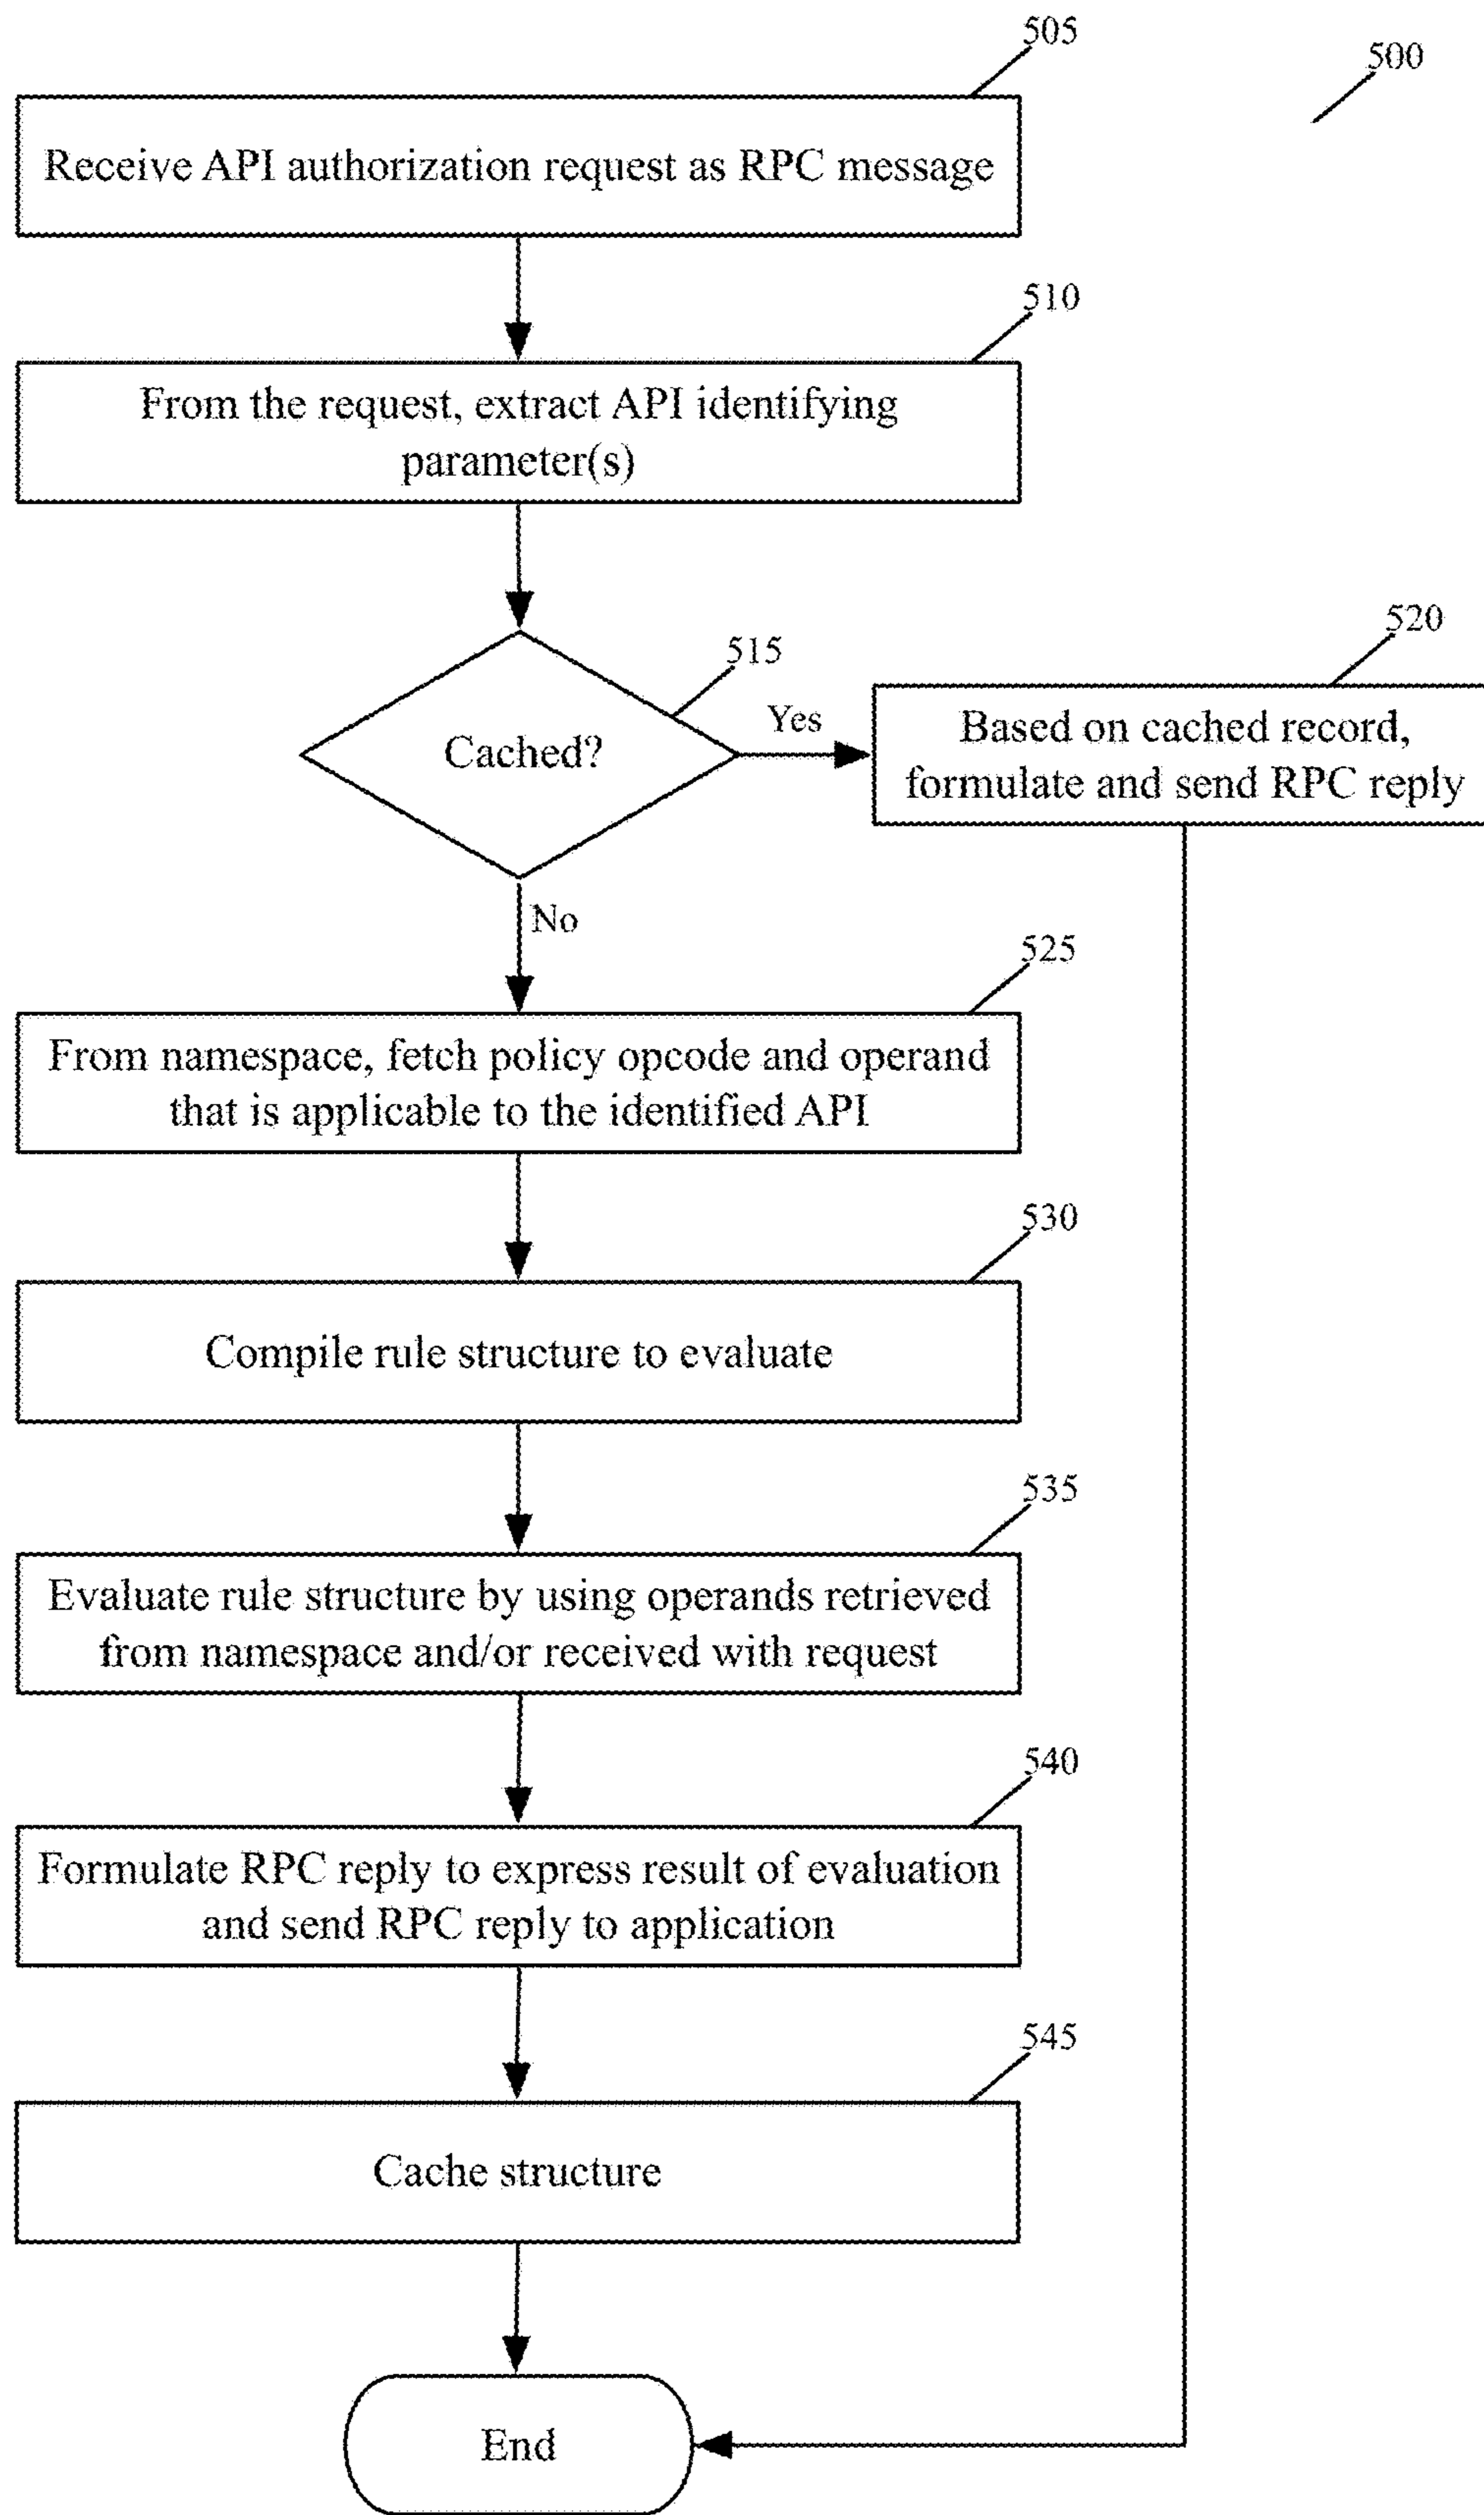 505
500
Receive API authorization request as RPC message
510
From the request, extract API identifying
parameter(s)
515
520
Cached?
Yes
Based on cached record,
formulate and send RPC reply
No
525
From namespace, fetch policy opcode and operand
that is applicable to the identified API
530
Compile rule structure to evaluate
535
Evaluate rule structure by using operands retrieved
from namespace and/or received with request
540
Formulate RPC reply to express result of evaluation
and send RPC reply to application
545
Cache structure
End